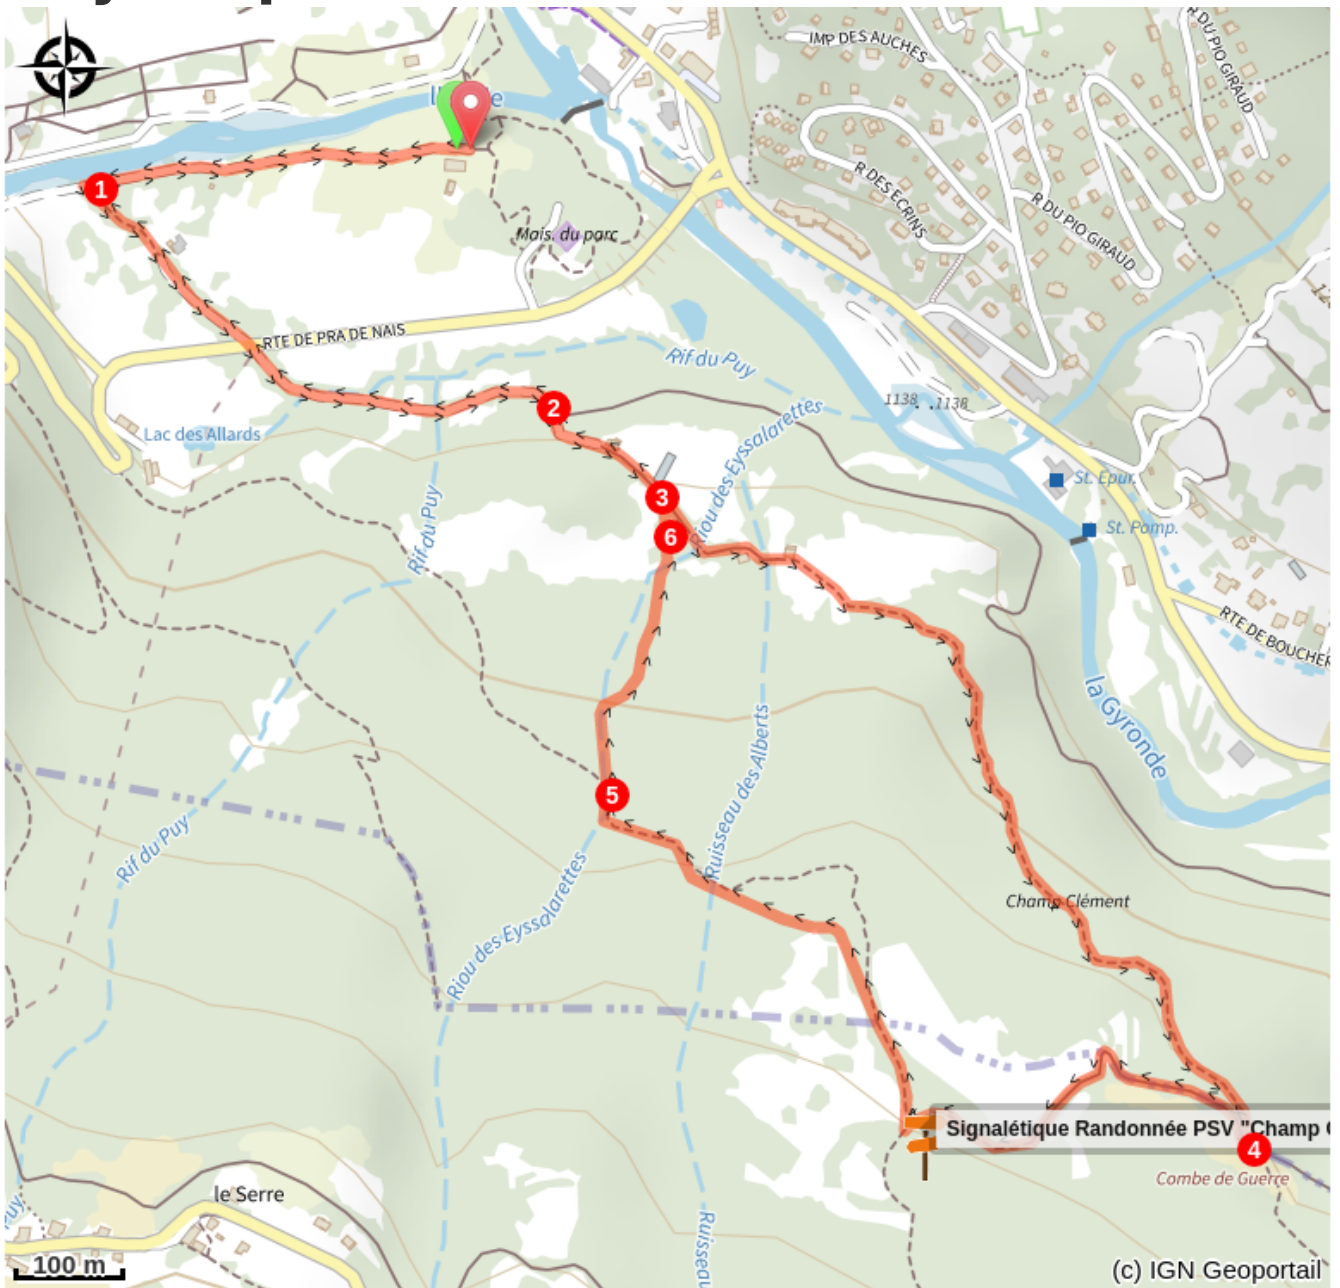 IMP DES AUCHES
R DU PIO GIRAUD
R DES ECRINS
R DU PIO GIRAUD
1
Mais. du parc
RTE DE PRA DE NAIS
Rif du Puy
2
1138
1138
Riou des Eyssalarettes
Lac des Allards
St. Epur.
3
Rif du Puy
St. Pomp.
6
RTE DE BOUCHER
la Gyronde
Ruisseau des Alberts
5
Rif du Puy
Champ Clément
Riou des Eyssalarettes
Signalétique Randonnée PSV "Champ
4
Combe de Guerre
le Serre
Puy
Ruisseau
100 m
(c) IGN Geoportail